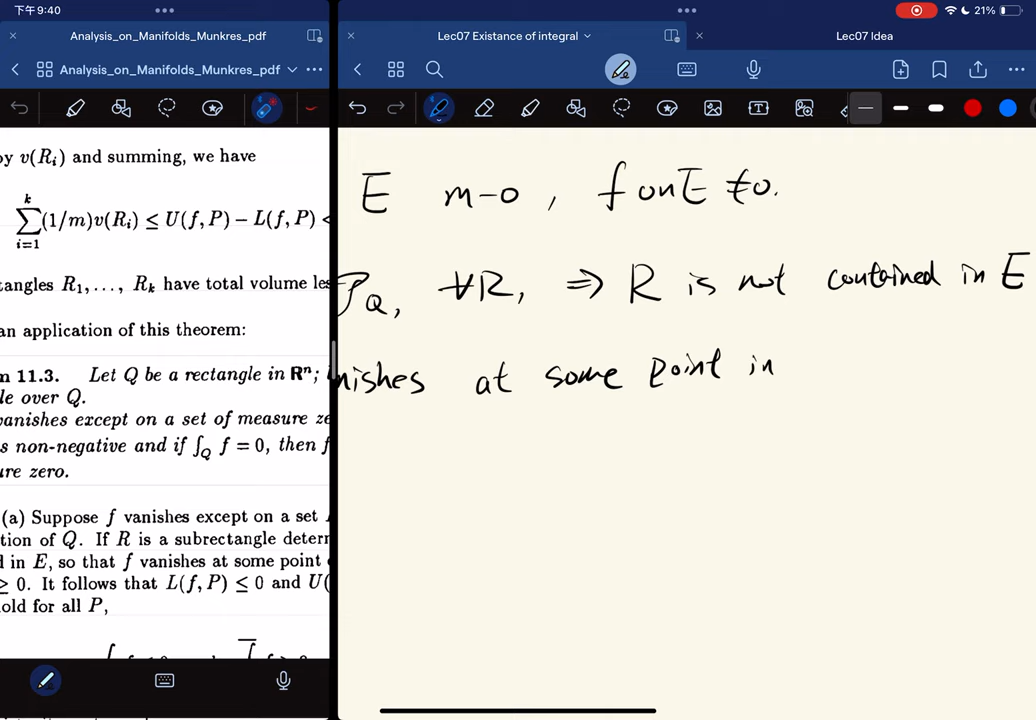 下午9:40
21%
Analysis_on_Manifolds_Munkres_pdf
Lec07 Existance of integral
Lec07 Idea
Analysis_on_Manifolds_Munkres_pdf
by v(Rᵢ) and summing, we have
k
∑(1/m)v(Rᵢ) ≤ U(f, P) − L(f, P) <
i=1
tangles R₁,…, Rₖ have total volume les
an application of this theorem:
m 11.3. Let Q be a rectangle in Rⁿ;
le over Q.
vanishes except on a set of measure ze
s non-negative and if ∫_Q f = 0, then f
ure zero.
(a) Suppose f vanishes except on a set
tion of Q. If R is a subrectangle deterr
d in E, so that f vanishes at some point
≥ 0. It follows that L(f, P) ≤ 0 and U(
old for all P,
E m-0, f on E ≠0.
P_Q, ∀R, ⇒ R is not contained in E
nishes at some point in